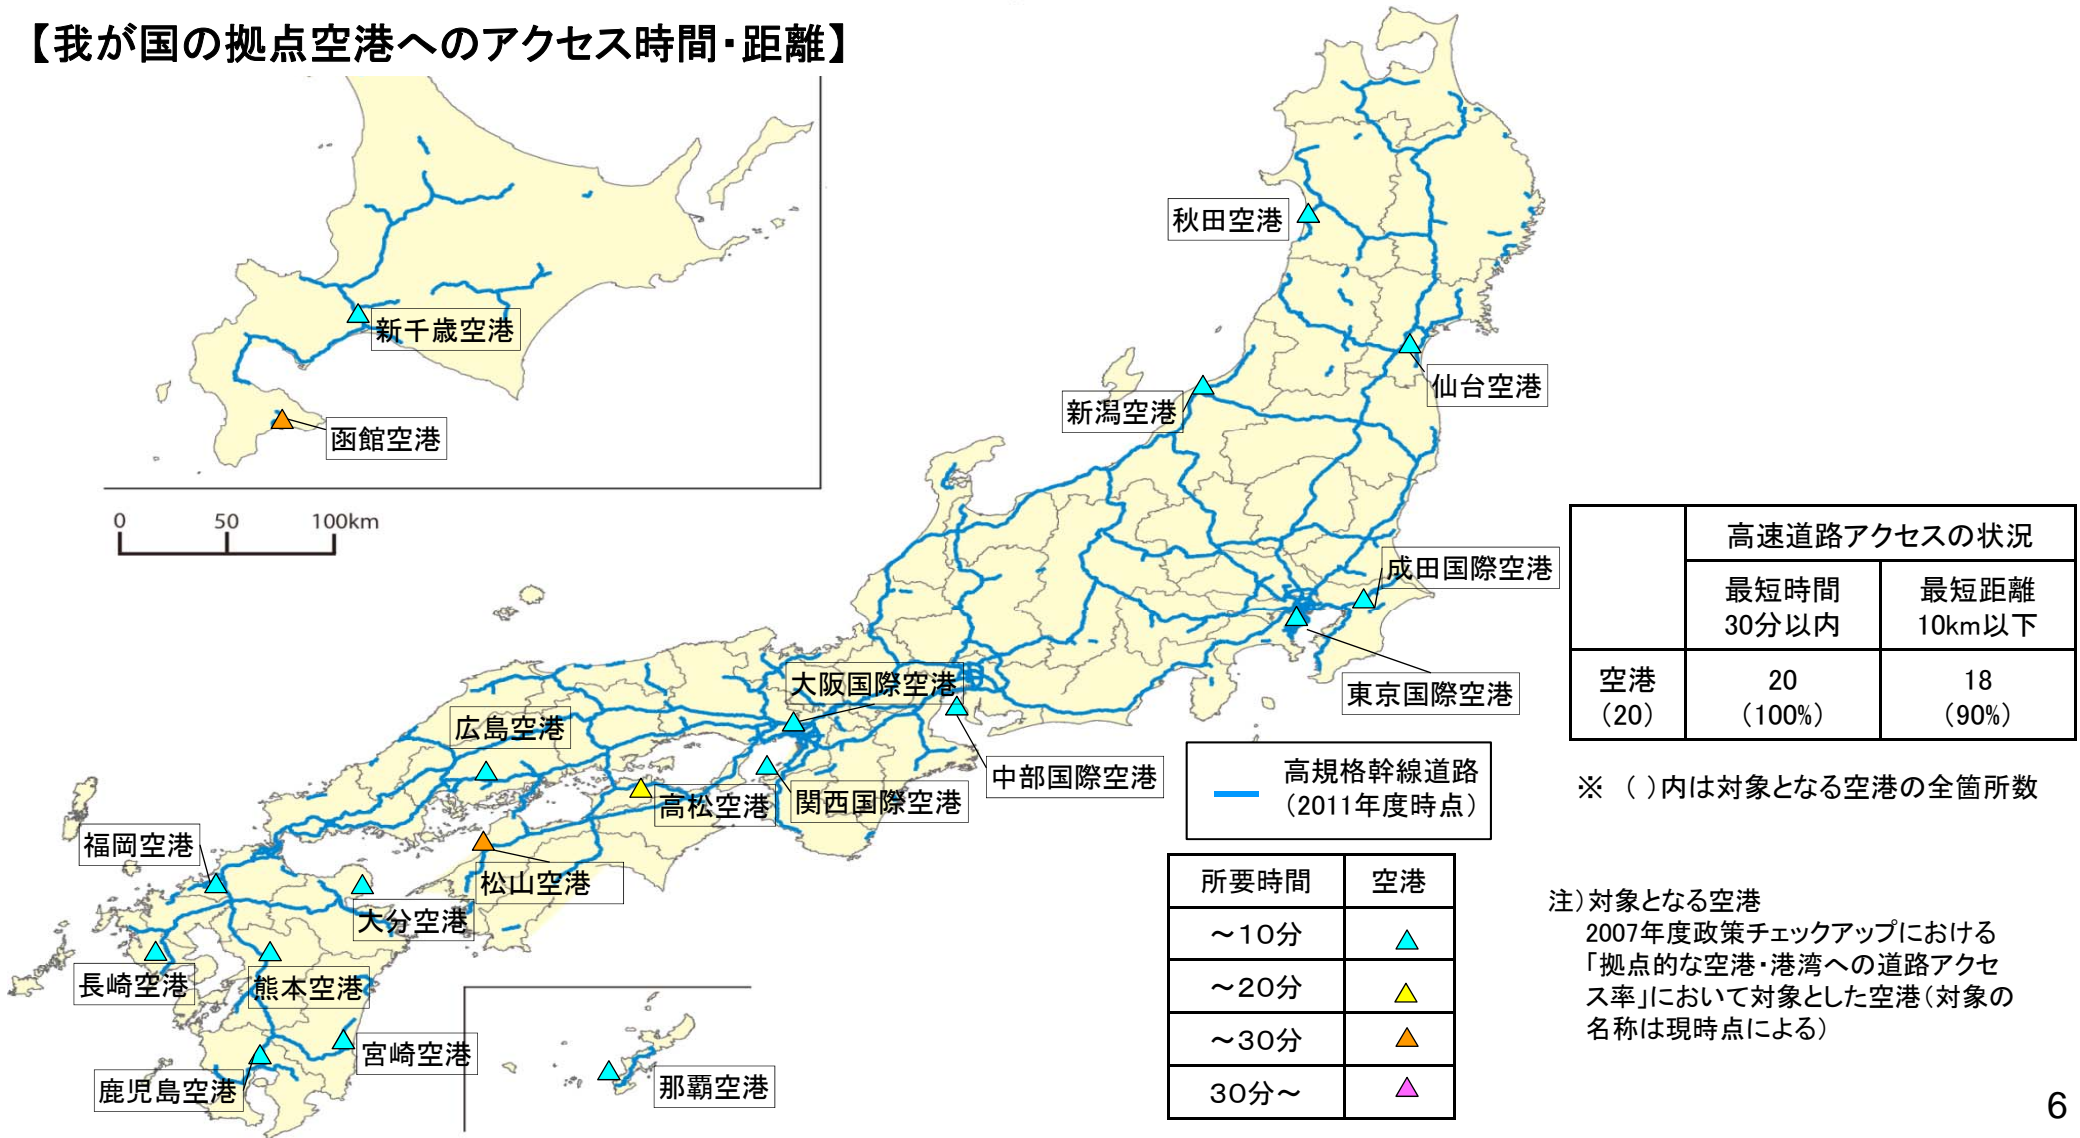 【我が国の拠点空港へのアクセス時間・距離】
新千歳空港
函館空港
0 50 100km
秋田空港
仙台空港
新潟空港
成田国際空港
東京国際空港
大阪国際空港
中部国際空港
関西国際空港
広島空港
高松空港
松山空港
福岡空港
大分空港
長崎空港
熊本空港
宮崎空港
鹿児島空港
那覇空港
高速道路アクセスの状況
最短時間
30分以内
最短距離
10km以下
空港
（20）
20
（100%）
18
（90%）
※ （ ）内は対象となる空港の全箇所数
高規格幹線道路
（2011年度時点）
所要時間 空港
～10分
～20分
～30分
30分～
注）対象となる空港
2007年度政策チェックアップにおける
「拠点的な空港・港湾への道路アクセ
ス率」において対象とした空港（対象の
名称は現時点による）
6